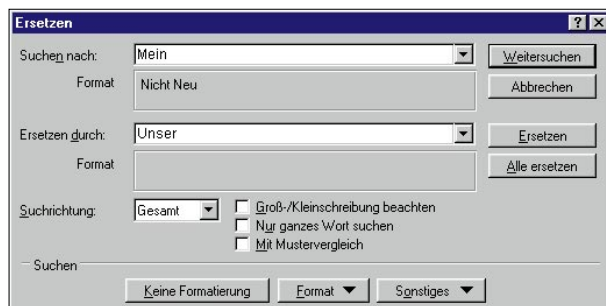 Ersetzen
Suchen nach: Mein Weitersuchen
Format Nicht Neu Abbrechen
Ersetzen durch: Unser Ersetzen
Format Alle ersetzen
Suchrichtung: Gesamt Groß-/Kleinschreibung beachten
Nur ganzes Wort suchen
Mit Mustervergleich
Suchen
Keine Formatierung Format Sonstiges